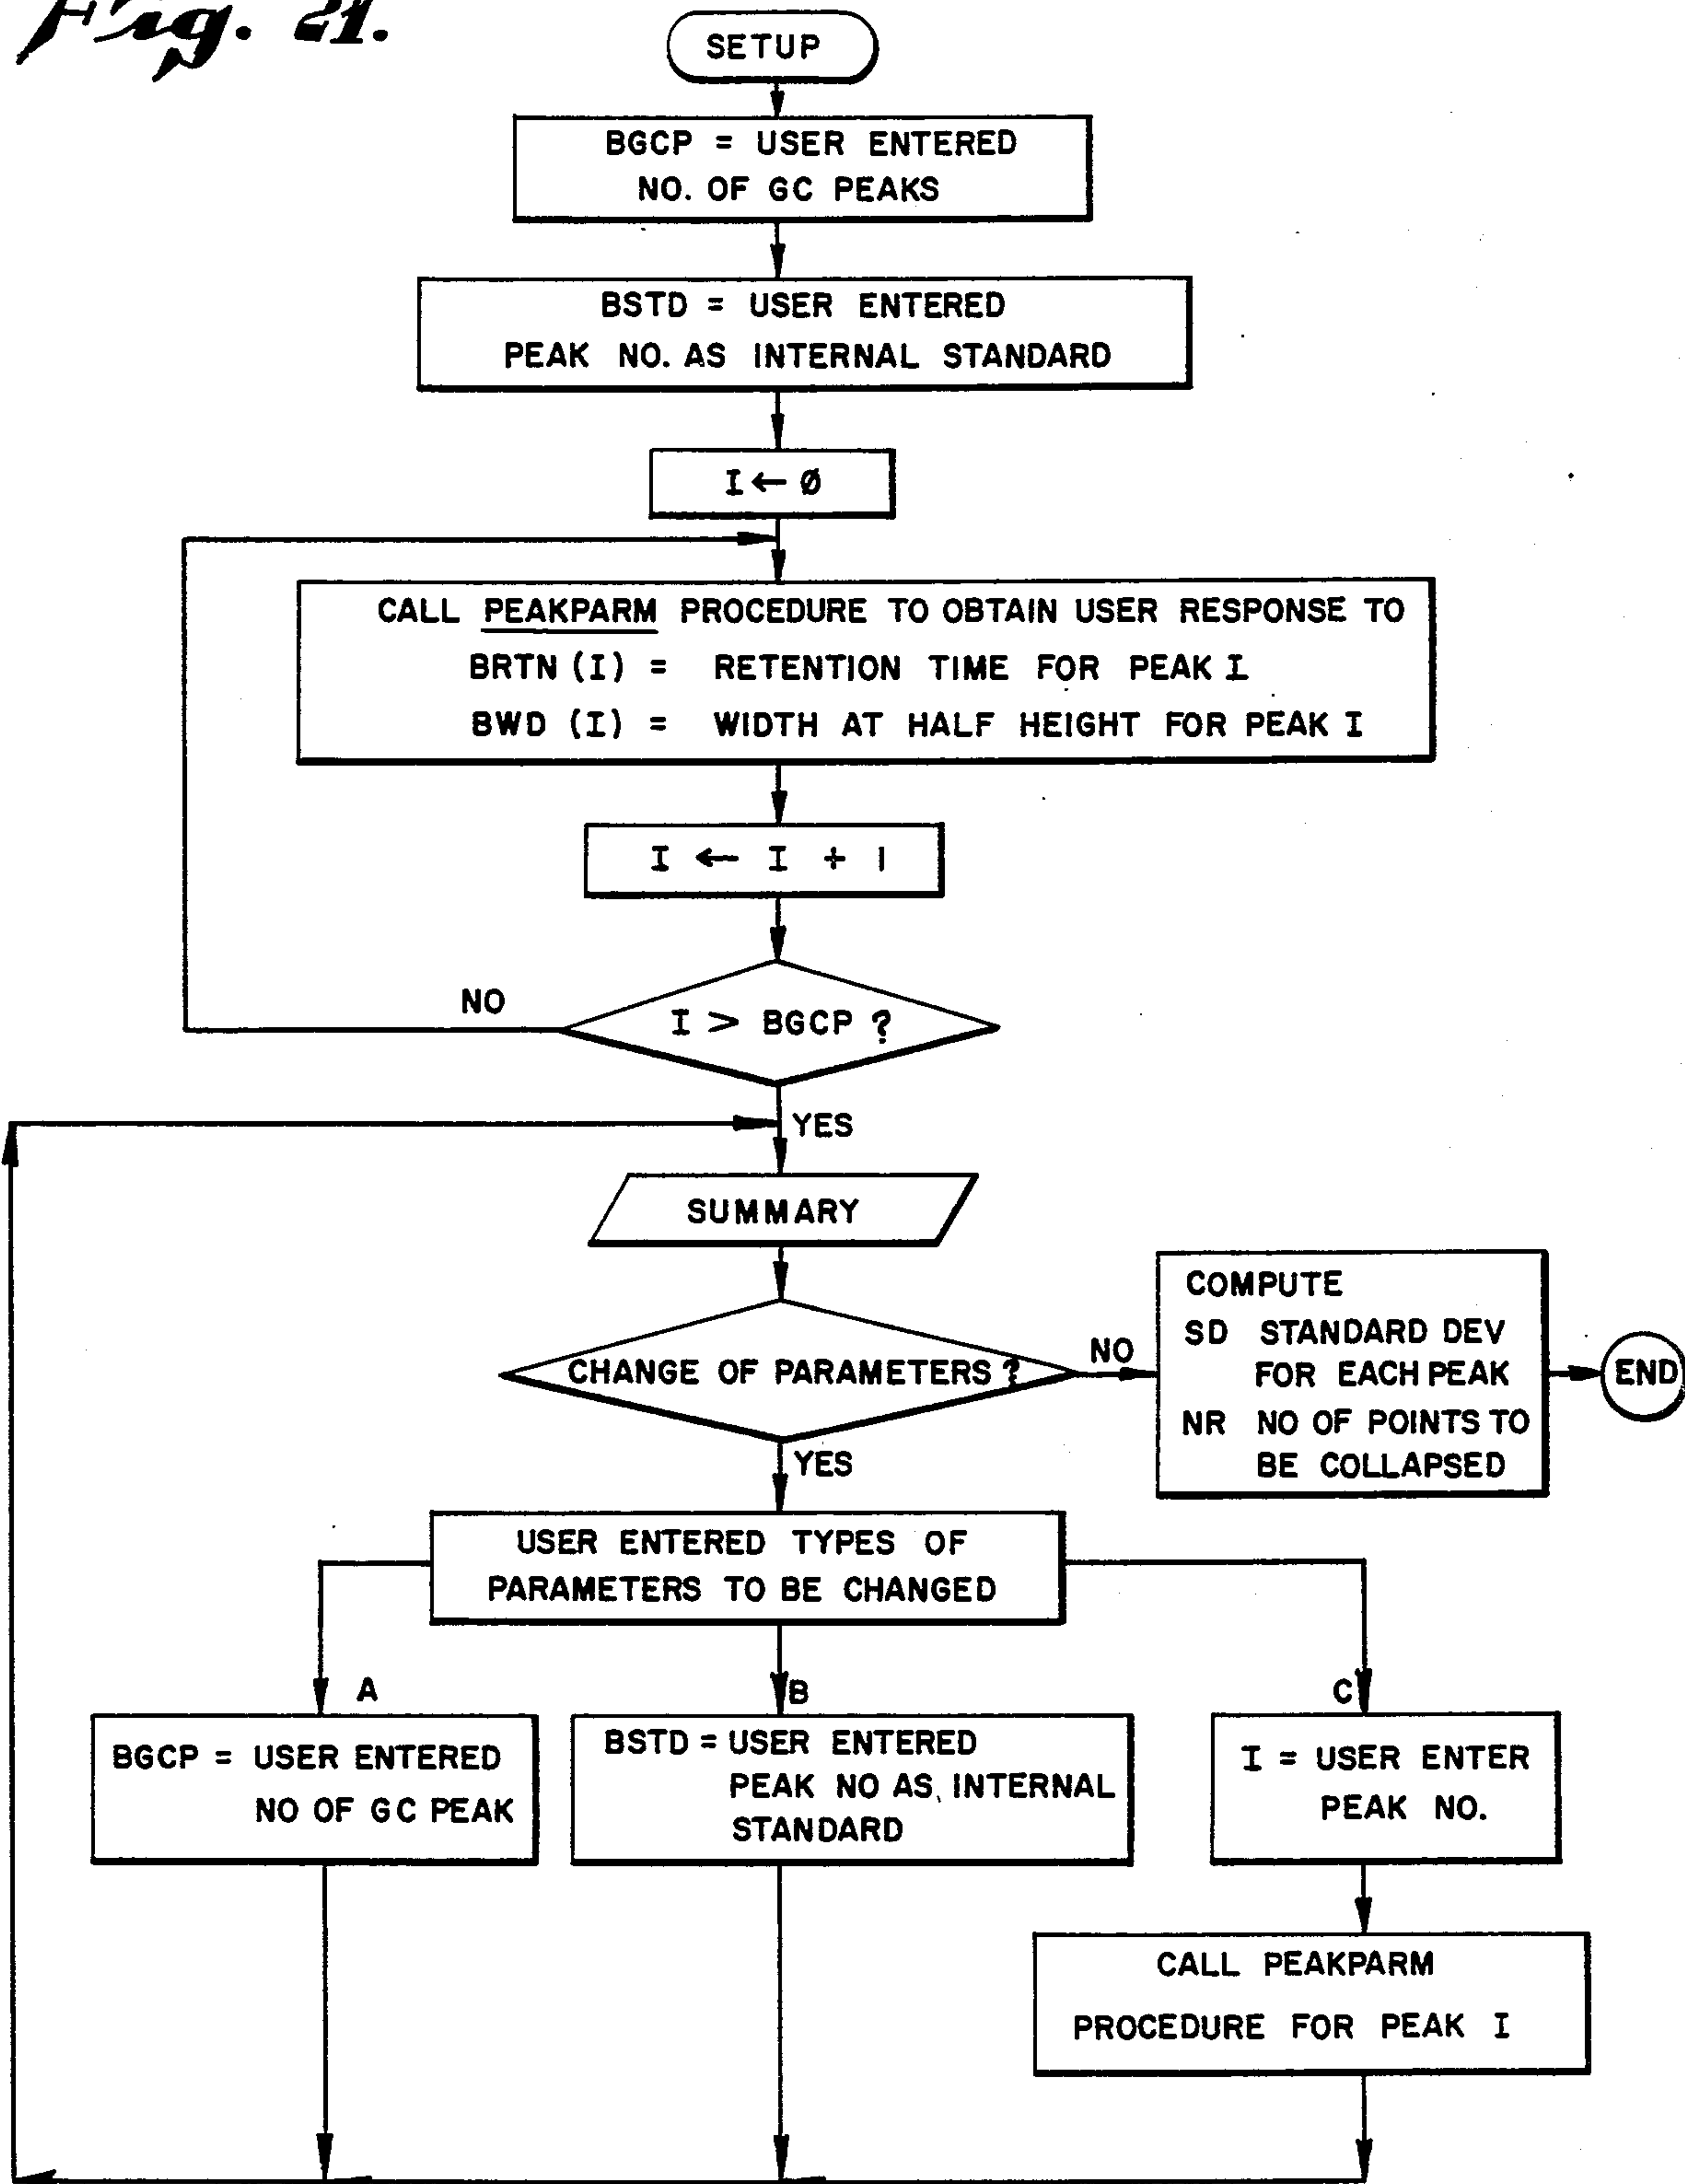 Fig. 21.
SETUP
BGCP = USER ENTERED
NO. OF GC PEAKS
BSTD = USER ENTERED
PEAK NO. AS INTERNAL STANDARD
I ← Ø
CALL PEAKPARM PROCEDURE TO OBTAIN USER RESPONSE TO
BRTN (I) = RETENTION TIME FOR PEAK I
BWD (I) = WIDTH AT HALF HEIGHT FOR PEAK I
I ← I + 1
NO
I > BGCP ?
YES
SUMMARY
CHANGE OF PARAMETERS ?
NO
COMPUTE
SD STANDARD DEV
FOR EACH PEAK
NR NO OF POINTS TO
BE COLLAPSED
END
YES
USER ENTERED TYPES OF
PARAMETERS TO BE CHANGED
A
BGCP = USER ENTERED
NO OF GC PEAK
B
BSTD = USER ENTERED
PEAK NO AS INTERNAL
STANDARD
C
I = USER ENTER
PEAK NO.
CALL PEAKPARM
PROCEDURE FOR PEAK I